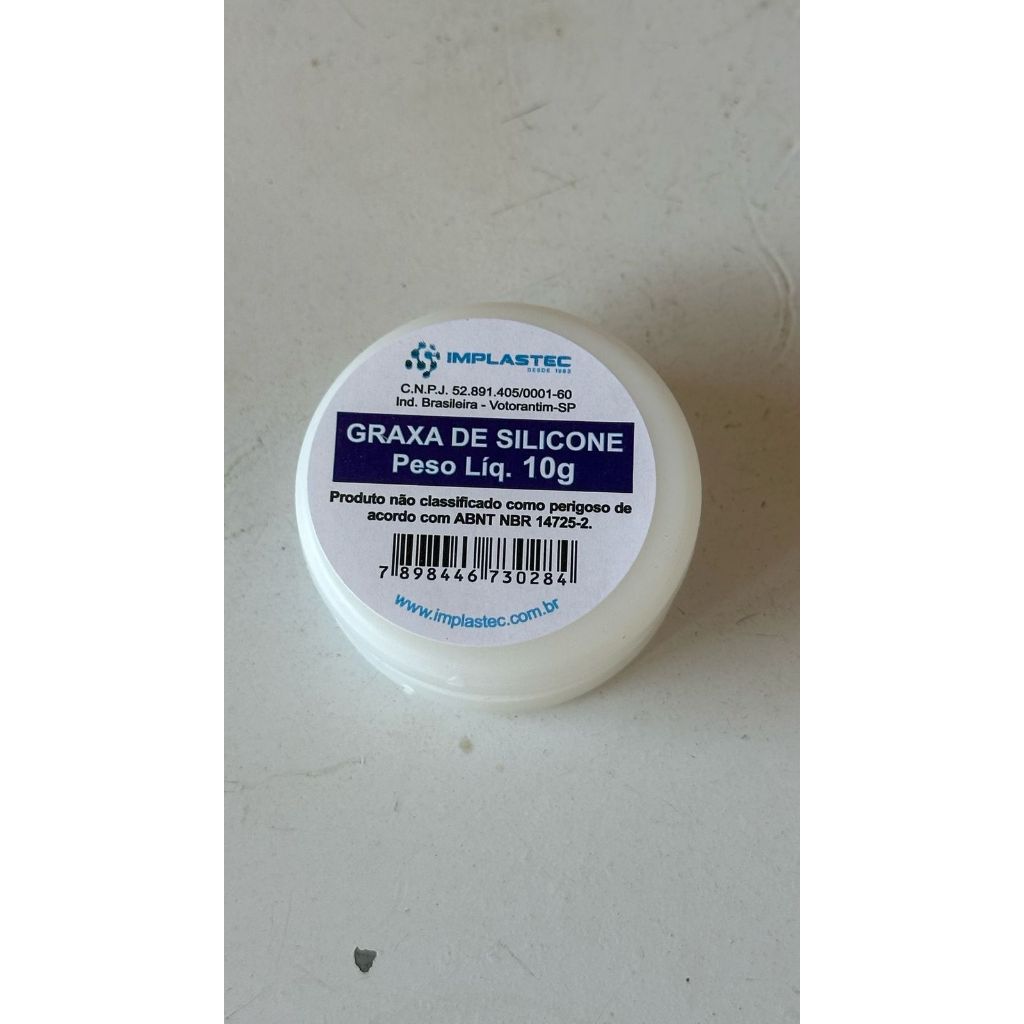 IMPLASTEC
DESDE 1983
C.N.P.J. 52.891.405/0001-60
Ind. Brasileira - Votorantim-SP
GRAXA DE SILICONE
Peso Líq. 10g
Produto não classificado como perigoso de
acordo com ABNT NBR 14725-2.
7 898446 730284
www.implastec.com.br